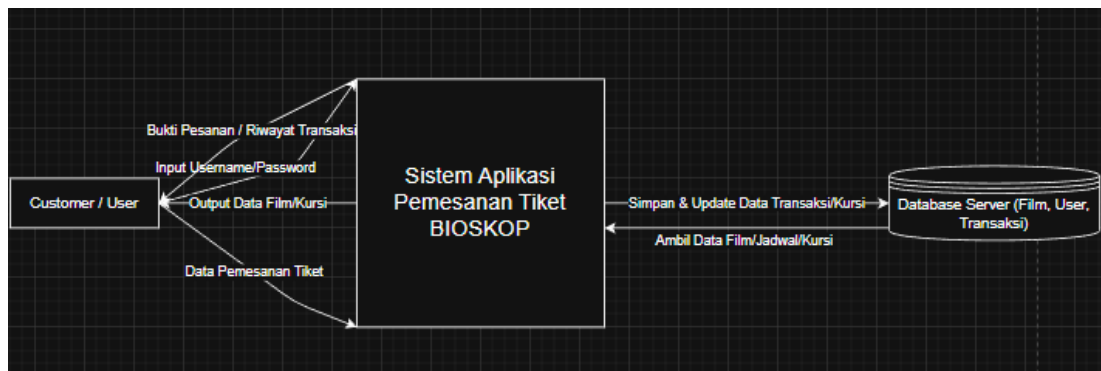 Bukti Pesanan / Riwayat Transaksi
Input Username/Password
Customer / User
Output Data Film/Kursi
Data Pemesanan Tiket
Sistem Aplikasi
Pemesanan Tiket
BIOSKOP
Simpan & Update Data Transaksi/Kursi
Ambil Data Film/Jadwal/Kursi
Database Server (Film, User,
Transaksi)